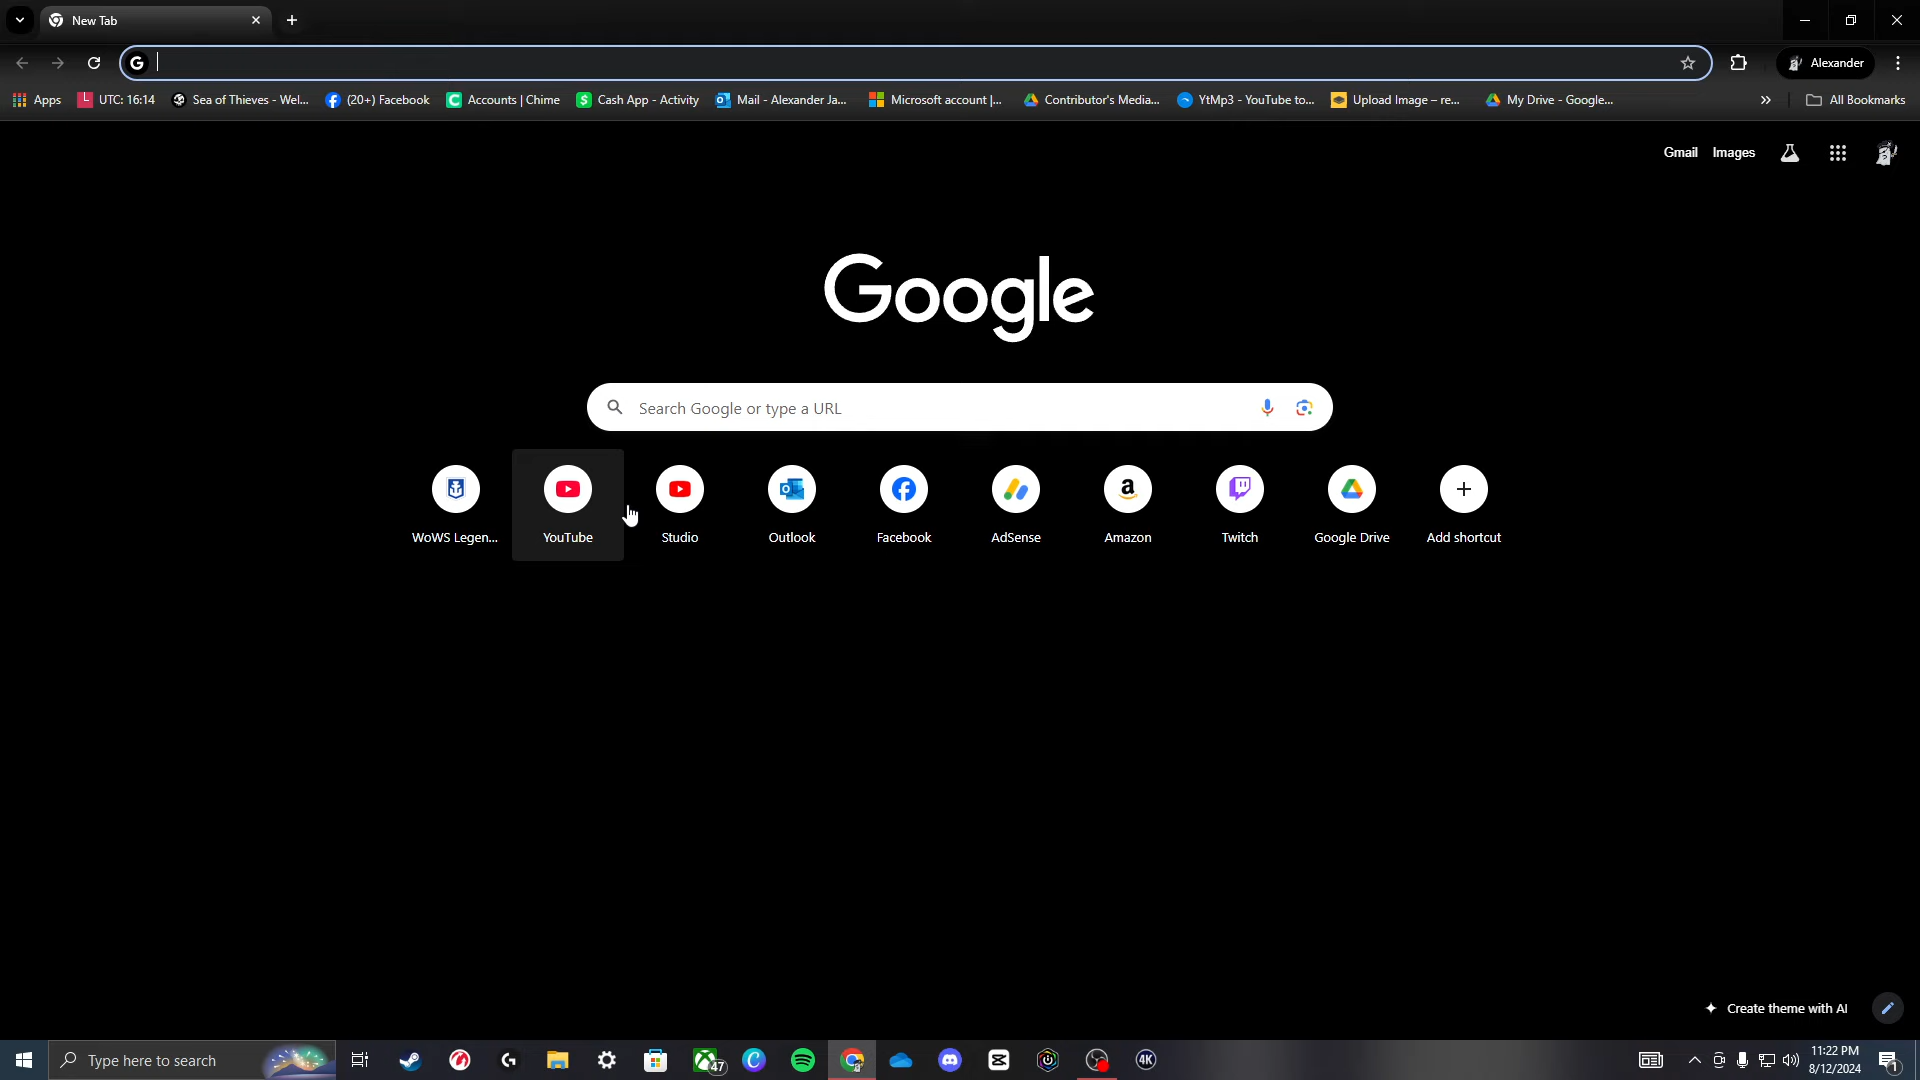 New Tab
Apps UTC: 16:14 Sea of Thieves - Wel... (20+) Facebook Accounts | Chime Cash App - Activity Mail - Alexander Ja... Microsoft account |... Contributor's Media... YtMp3 - YouTube to... Upload Image – re... My Drive - Google... » All Bookmarks
Alexander
Gmail Images
Google
Search Google or type a URL
WoWS Legen... YouTube Studio Outlook Facebook AdSense Amazon Twitch Google Drive Add shortcut
Create theme with AI
Type here to search
47
4K
11:22 PM
8/12/2024
1